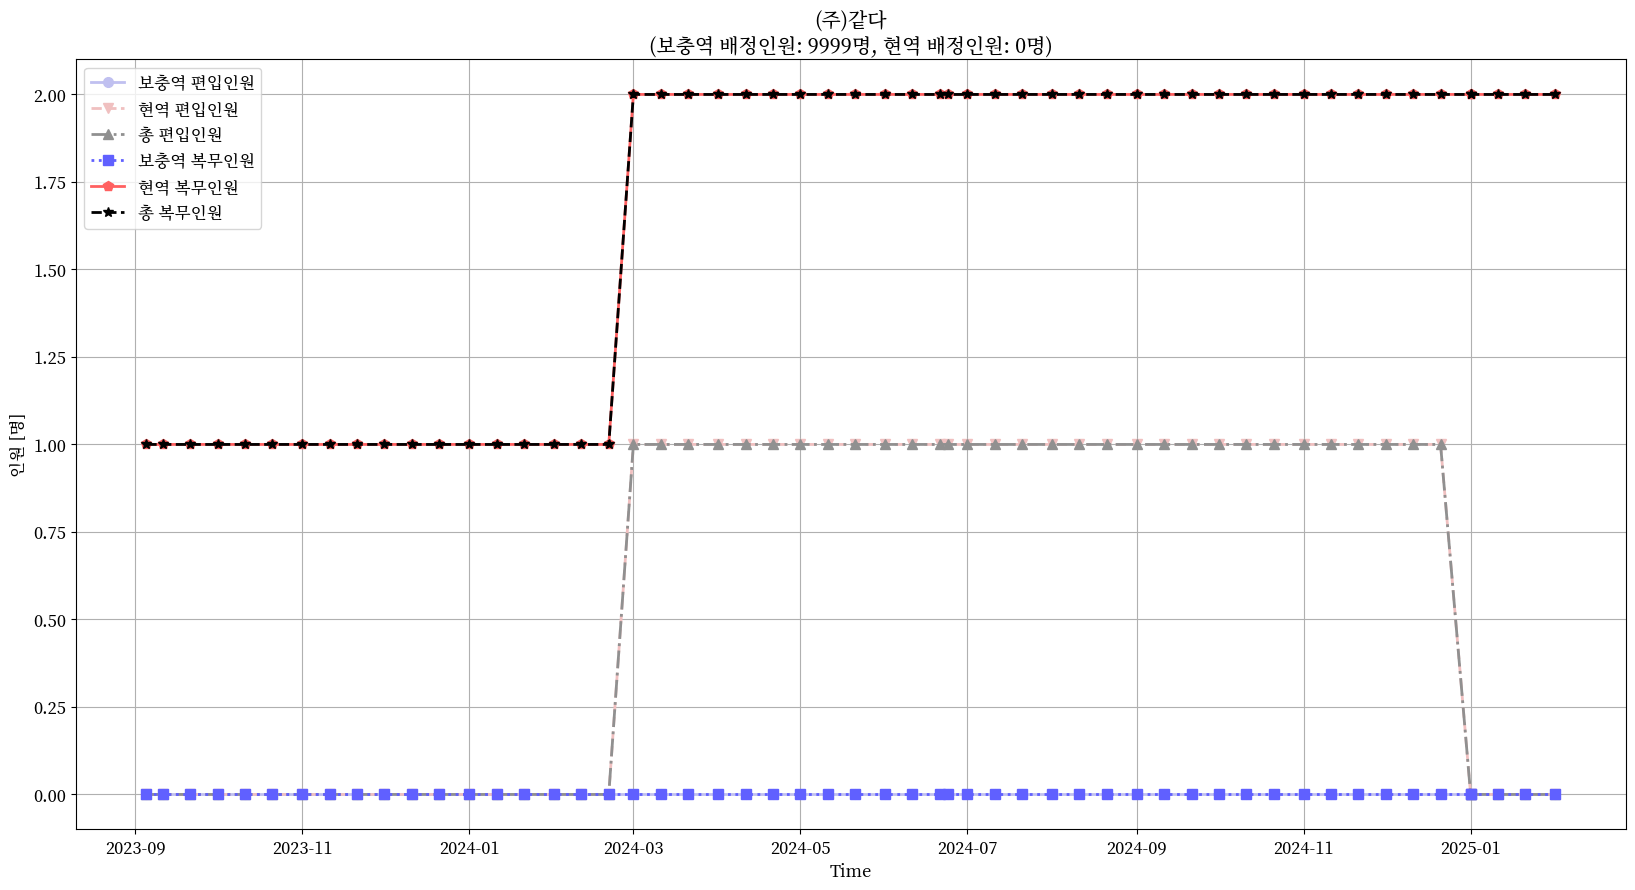 (주)같다
(보충역 배정인원: 9999명, 현역 배정인원: 0명)
보충역 편입인원
현역 편입인원
총 편입인원
보충역 복무인원
현역 복무인원
총 복무인원
2.00
1.75
1.50
1.25
1.00
0.75
0.50
0.25
0.00
인원 [명]
2023-09 2023-11 2024-01 2024-03 2024-05 2024-07 2024-09 2024-11 2025-01
Time